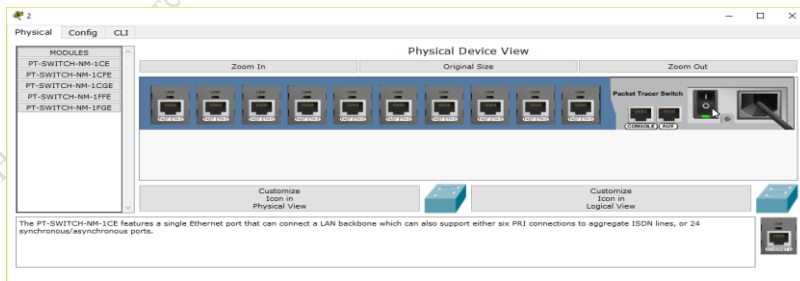 2
Physical Config CLI
MODULES
PT-SWITCH-NM-1CE
PT-SWITCH-NM-1CFE
PT-SWITCH-NM-1CGE
PT-SWITCH-NM-1FFE
PT-SWITCH-NM-1FGE
Physical Device View
Zoom In Original Size Zoom Out
Packet Tracer Switch
CONSOLE AUX
Customize
Icon in
Physical View
Customize
Icon in
Logical View
The PT-SWITCH-NM-1CE features a single Ethernet port that can connect a LAN backbone which can also support either six PRI connections to aggregate ISDN lines, or 24
synchronous/asynchronous ports.